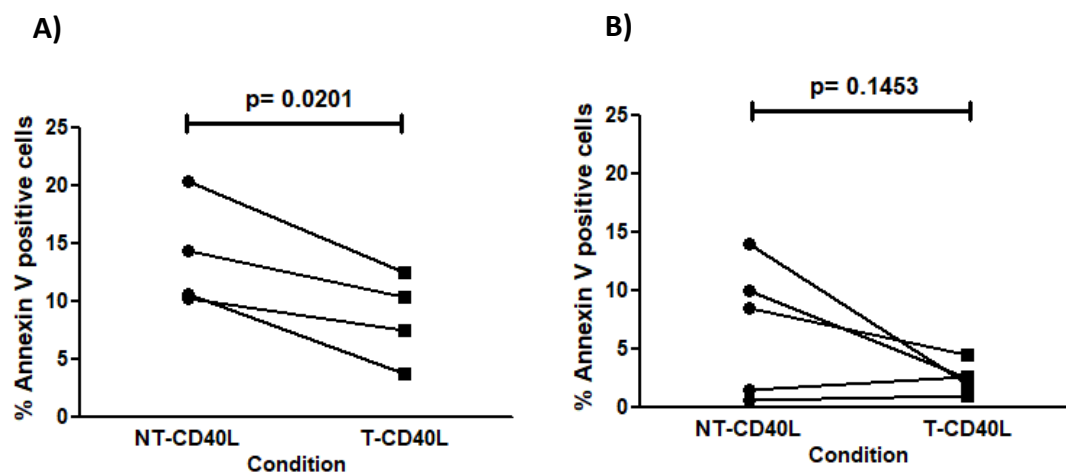 A)
p= 0.0201
% Annexin V positive cells
25
20
15
10
5
0
NT-CD40L T-CD40L
Condition
B)
p= 0.1453
% Annexin V positive cells
25
20
15
10
5
0
NT-CD40L T-CD40L
Condition